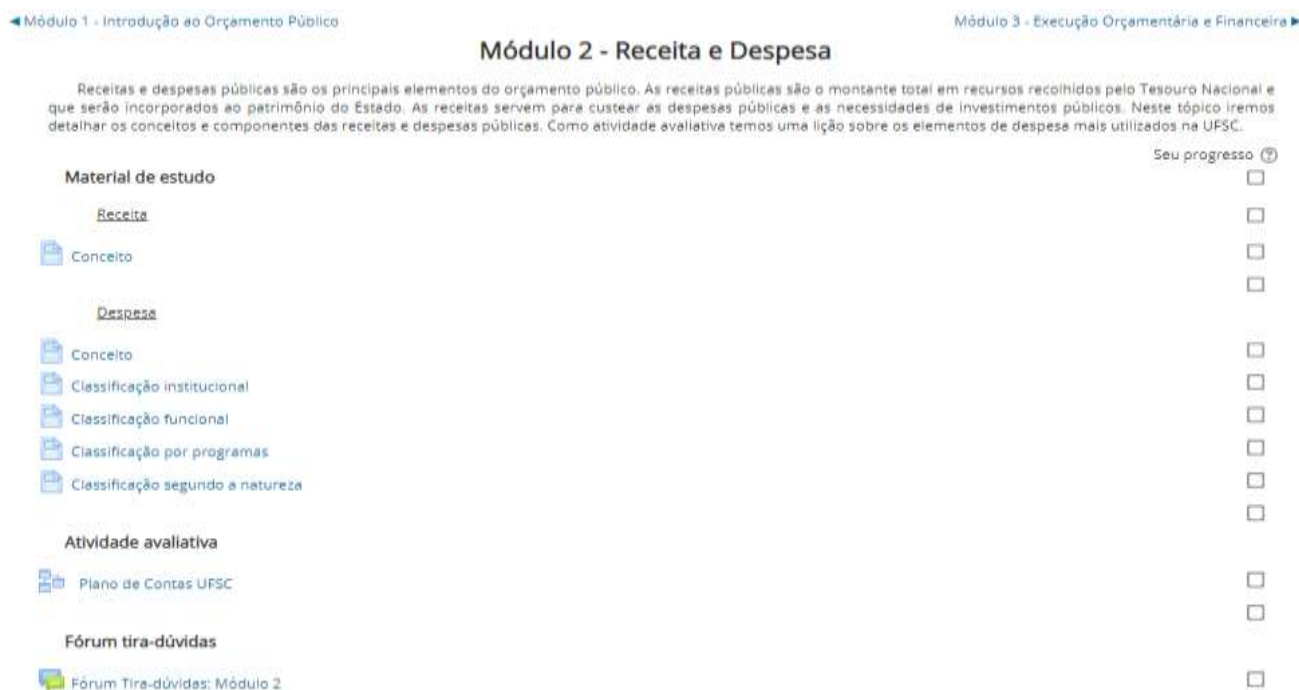 ◄Módulo 1 - Introdução ao Orçamento Público
Módulo 3 - Execução Orçamentária e Financeira ►
Módulo 2 - Receita e Despesa
Receitas e despesas públicas são os principais elementos do orçamento público. As receitas públicas são o montante total em recursos recolhidos pelo Tesouro Nacional e
que serão incorporados ao patrimônio do Estado. As receitas servem para custear as despesas públicas e as necessidades de investimentos públicos. Neste tópico iremos
detalhar os conceitos e componentes das receitas e despesas públicas. Como atividade avaliativa temos uma lição sobre os elementos de despesa mais utilizados na UFSC.
Seu progresso
Material de estudo
Receita
Conceito
Despesa
Conceito
Classificação institucional
Classificação funcional
Classificação por programas
Classificação segundo a natureza
Atividade avaliativa
Plano de Contas UFSC
Fórum tira-dúvidas
Fórum Tira-dúvidas: Módulo 2